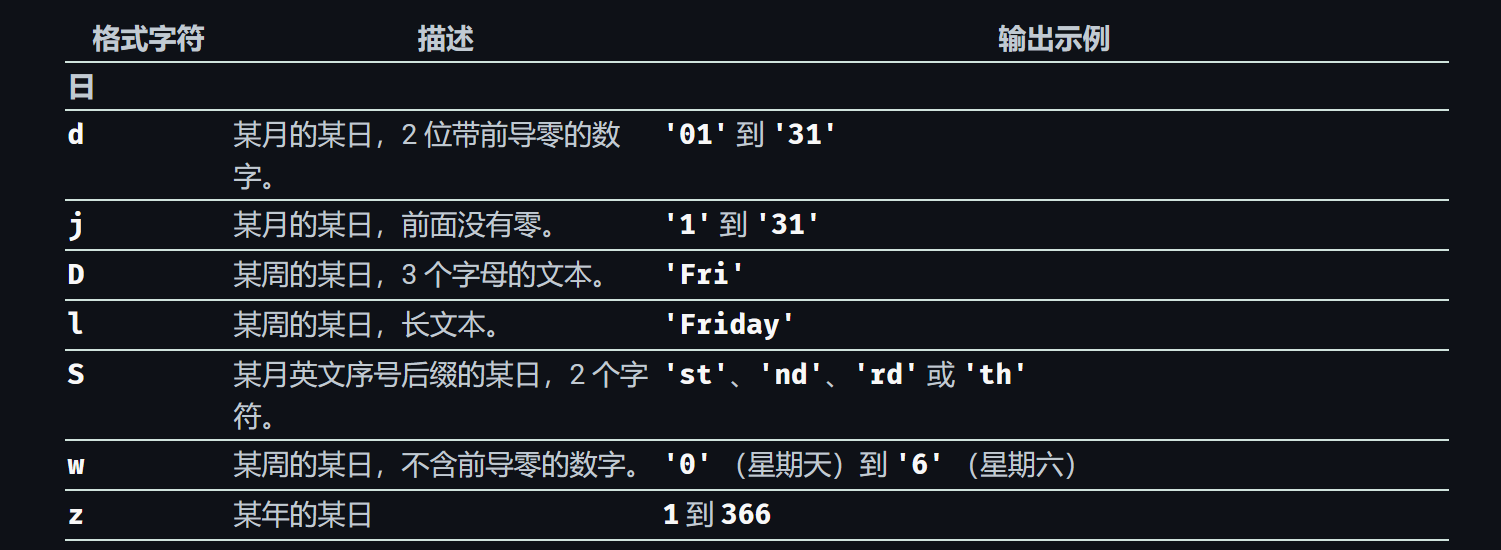 格式字符 描述 输出示例
日
d 某月的某日，2 位带前导零的数 '01' 到 '31'
字。
j 某月的某日，前面没有零。 '1' 到 '31'
D 某周的某日，3 个字母的文本。 'Fri'
l 某周的某日，长文本。 'Friday'
S 某月英文序号后缀的某日，2 个字 'st'、'nd'、'rd' 或 'th'
符。
w 某周的某日，不含前导零的数字。 '0' （星期天）到 '6' （星期六）
z 某年的某日 1 到 366